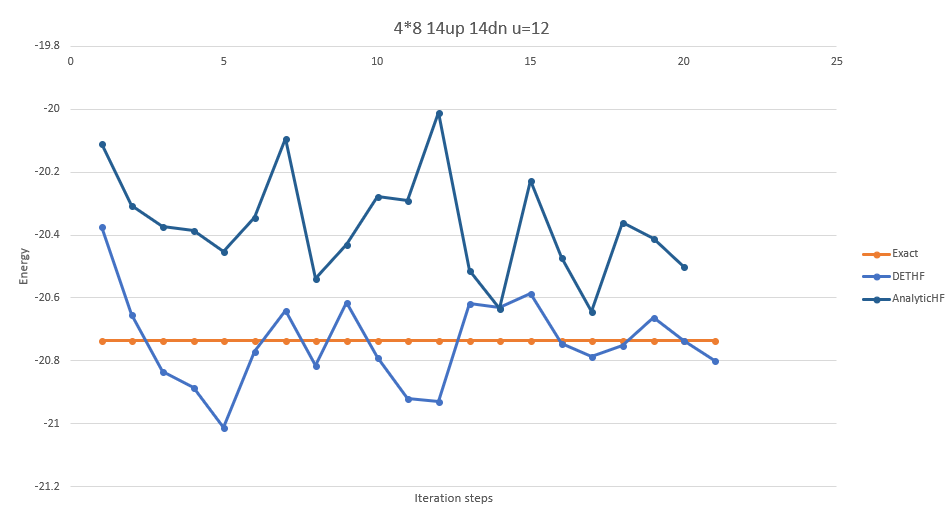 4*8 14up 14dn u=12
-19.8
0 5 10 15 20 25
-20
-20.2
-20.4
-20.6
-20.8
-21
-21.2
Energy
Iteration steps
Exact
DETHF
AnalyticHF